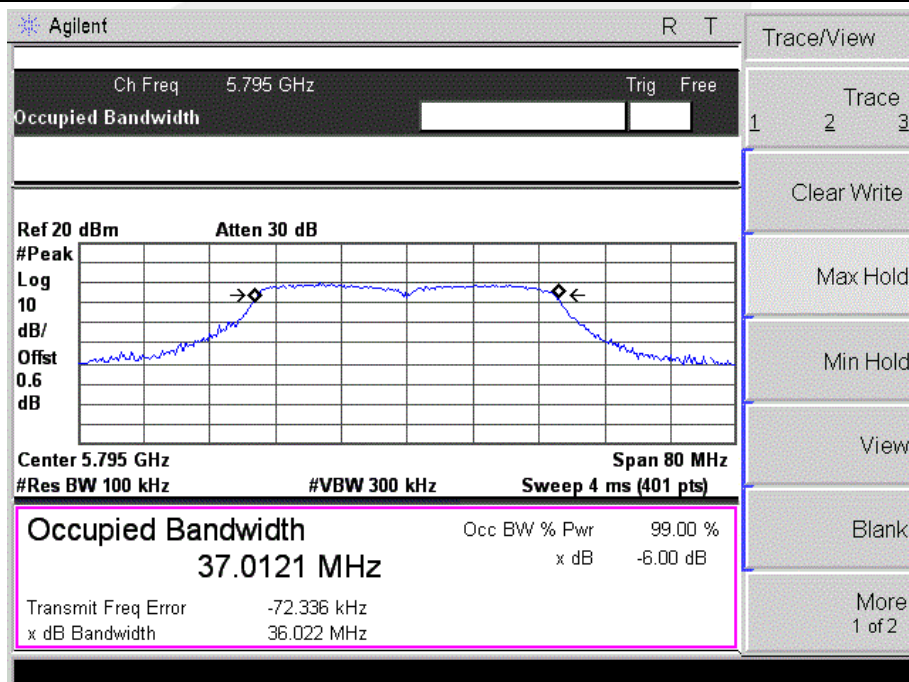 Agilent R T
Ch Freq 5.795 GHz Trig Free
Occupied Bandwidth
Ref 20 dBm Atten 30 dB
#Peak
Log
10
dB/
Offst
0.6
dB
Center 5.795 GHz Span 80 MHz
#Res BW 100 kHz #VBW 300 kHz Sweep 4 ms (401 pts)
Occupied Bandwidth
37.0121 MHz
Occ BW % Pwr 99.00 %
x dB -6.00 dB
Transmit Freq Error -72.336 kHz
x dB Bandwidth 36.022 MHz
Trace/View
Trace
1 2 3
Clear Write
Max Hold
Min Hold
View
Blank
More
1 of 2